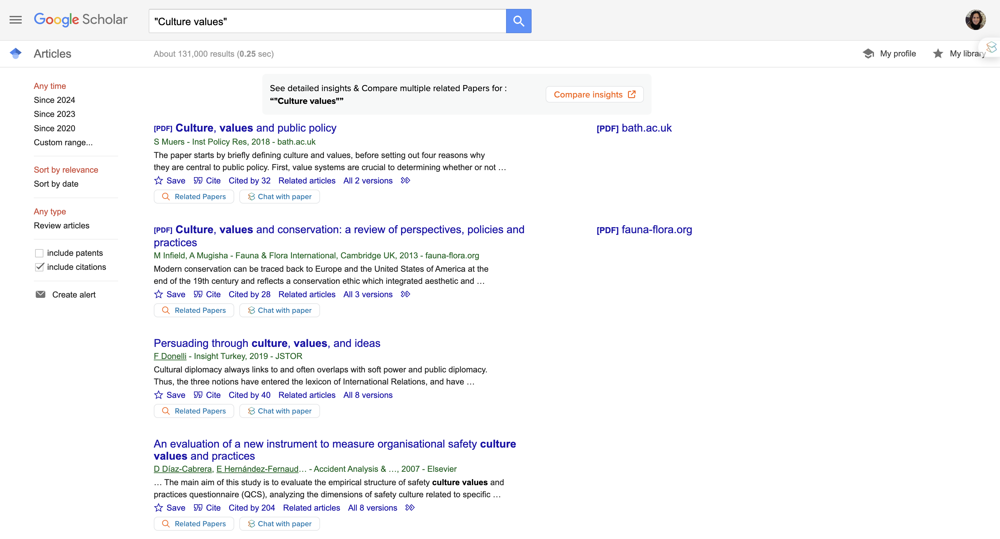 Google Scholar
"Culture values"
Articles
About 131,000 results (0.25 sec)
My profile
My library
Any time
Since 2024
Since 2023
Since 2020
Custom range...
Sort by relevance
Sort by date
Any type
Review articles
include patents
include citations
Create alert
See detailed insights & Compare multiple related Papers for :
“"Culture values"”
Compare insights
[PDF] Culture, values and public policy
[PDF] bath.ac.uk
S Muers - Inst Policy Res, 2018 - bath.ac.uk
The paper starts by briefly defining culture and values, before setting out four reasons why
they are central to public policy. First, value systems are crucial to determining whether or not …
Save Cite Cited by 32 Related articles All 2 versions
Related Papers Chat with paper
[PDF] Culture, values and conservation: a review of perspectives, policies and
practices
[PDF] fauna-flora.org
M Infield, A Mugisha - Fauna & Flora International, Cambridge UK, 2013 - fauna-flora.org
Modern conservation can be traced back to Europe and the United States of America at the
end of the 19th century and reflects a conservation ethic which integrated aesthetic and …
Save Cite Cited by 28 Related articles All 3 versions
Related Papers Chat with paper
Persuading through culture, values, and ideas
F Donelli - Insight Turkey, 2019 - JSTOR
Cultural diplomacy always links to and often overlaps with soft power and public diplomacy.
Thus, the three notions have entered the lexicon of International Relations, and have …
Save Cite Cited by 40 Related articles All 8 versions
Related Papers Chat with paper
An evaluation of a new instrument to measure organisational safety culture
values and practices
D Díaz-Cabrera, E Hernández-Fernaud… - Accident Analysis & …, 2007 - Elsevier
… The main aim of this study is to evaluate the empirical structure of safety culture values and
practices questionnaire (QCS), analyzing the dimensions of safety culture related to specific …
Save Cite Cited by 204 Related articles All 8 versions
Related Papers Chat with paper